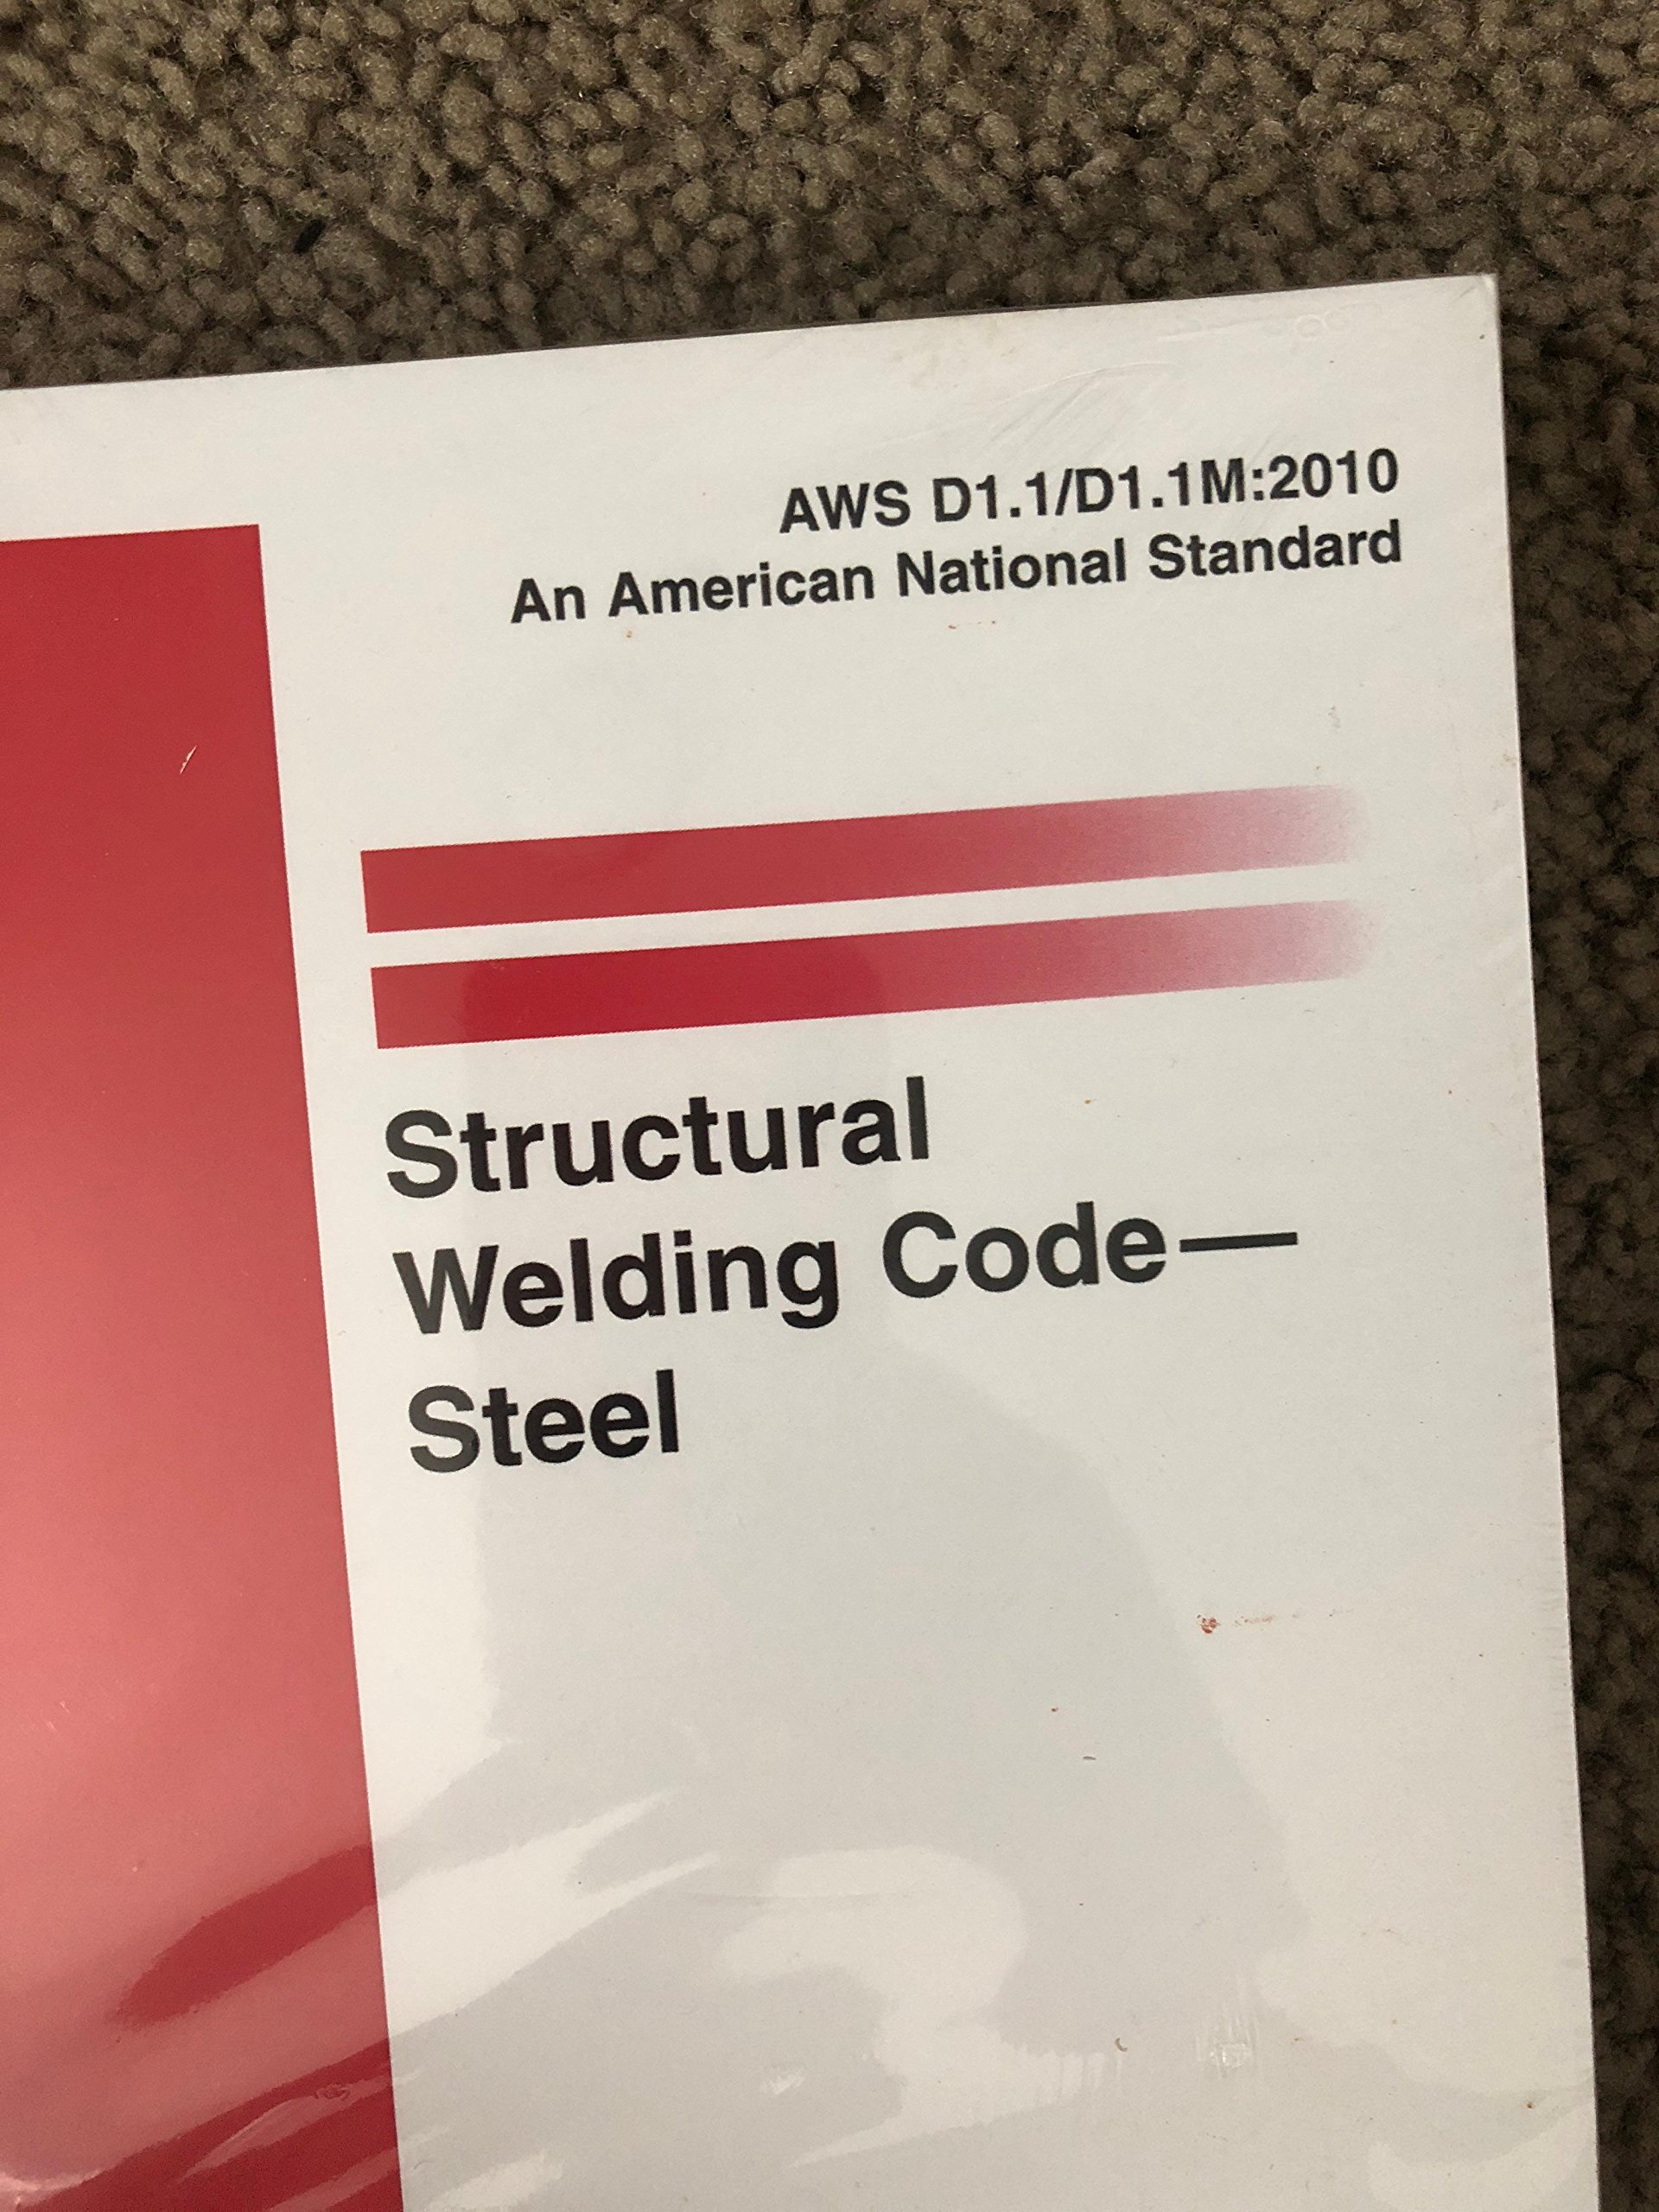 AWS D1.1/D1.1M:2010
An American National Standard
Structural
Welding Code—
Steel